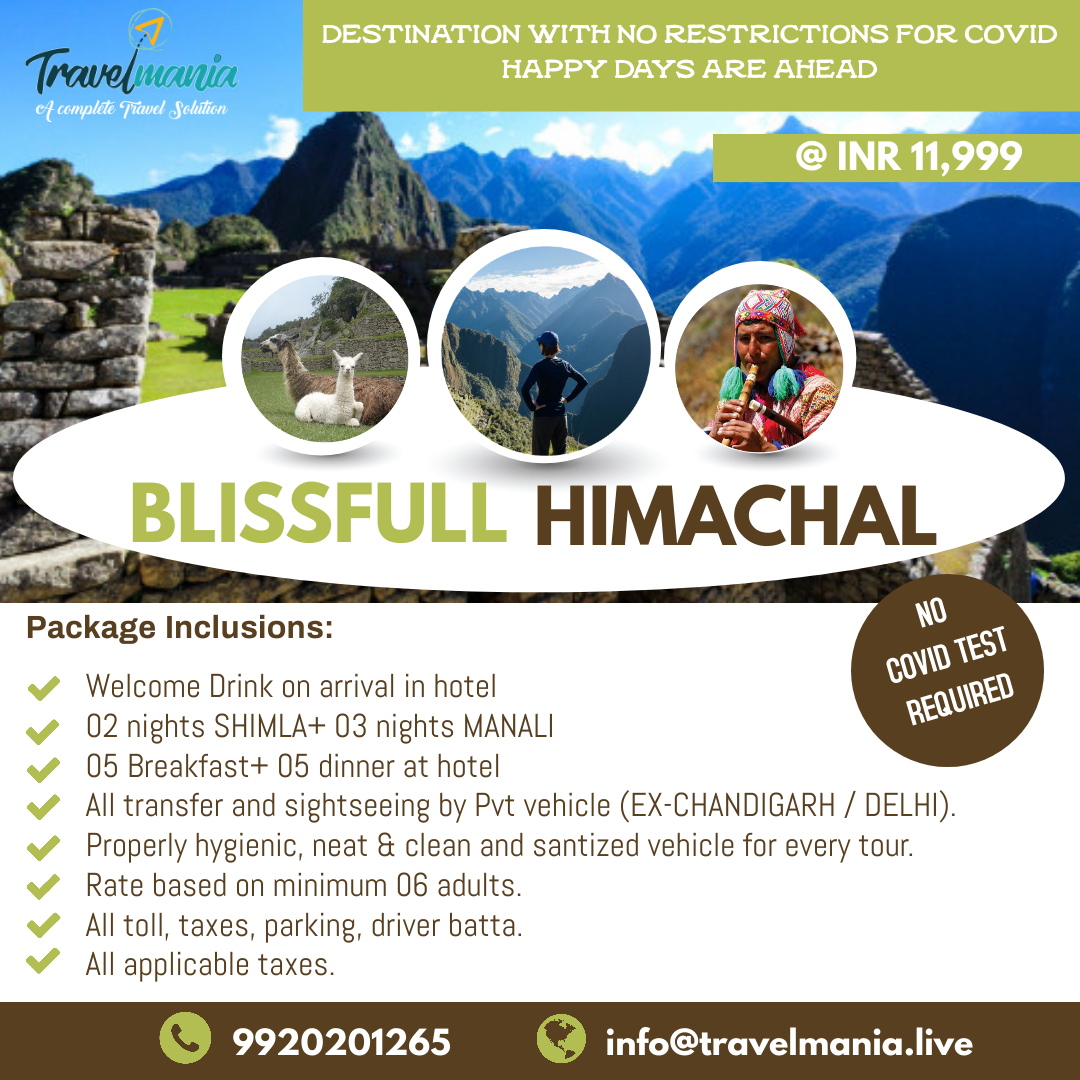 Travelmania
A complete Travel Solution
DESTINATION WITH NO RESTRICTIONS FOR COVID
HAPPY DAYS ARE AHEAD
@ INR 11,999
BLISSFULL HIMACHAL
NO
COVID TEST
REQUIRED
Package Inclusions:
Welcome Drink on arrival in hotel
02 nights SHIMLA+ 03 nights MANALI
05 Breakfast+ 05 dinner at hotel
All transfer and sightseeing by Pvt vehicle (EX-CHANDIGARH / DELHI).
Properly hygienic, neat & clean and santized vehicle for every tour.
Rate based on minimum 06 adults.
All toll, taxes, parking, driver batta.
All applicable taxes.
9920201265
info@travelmania.live